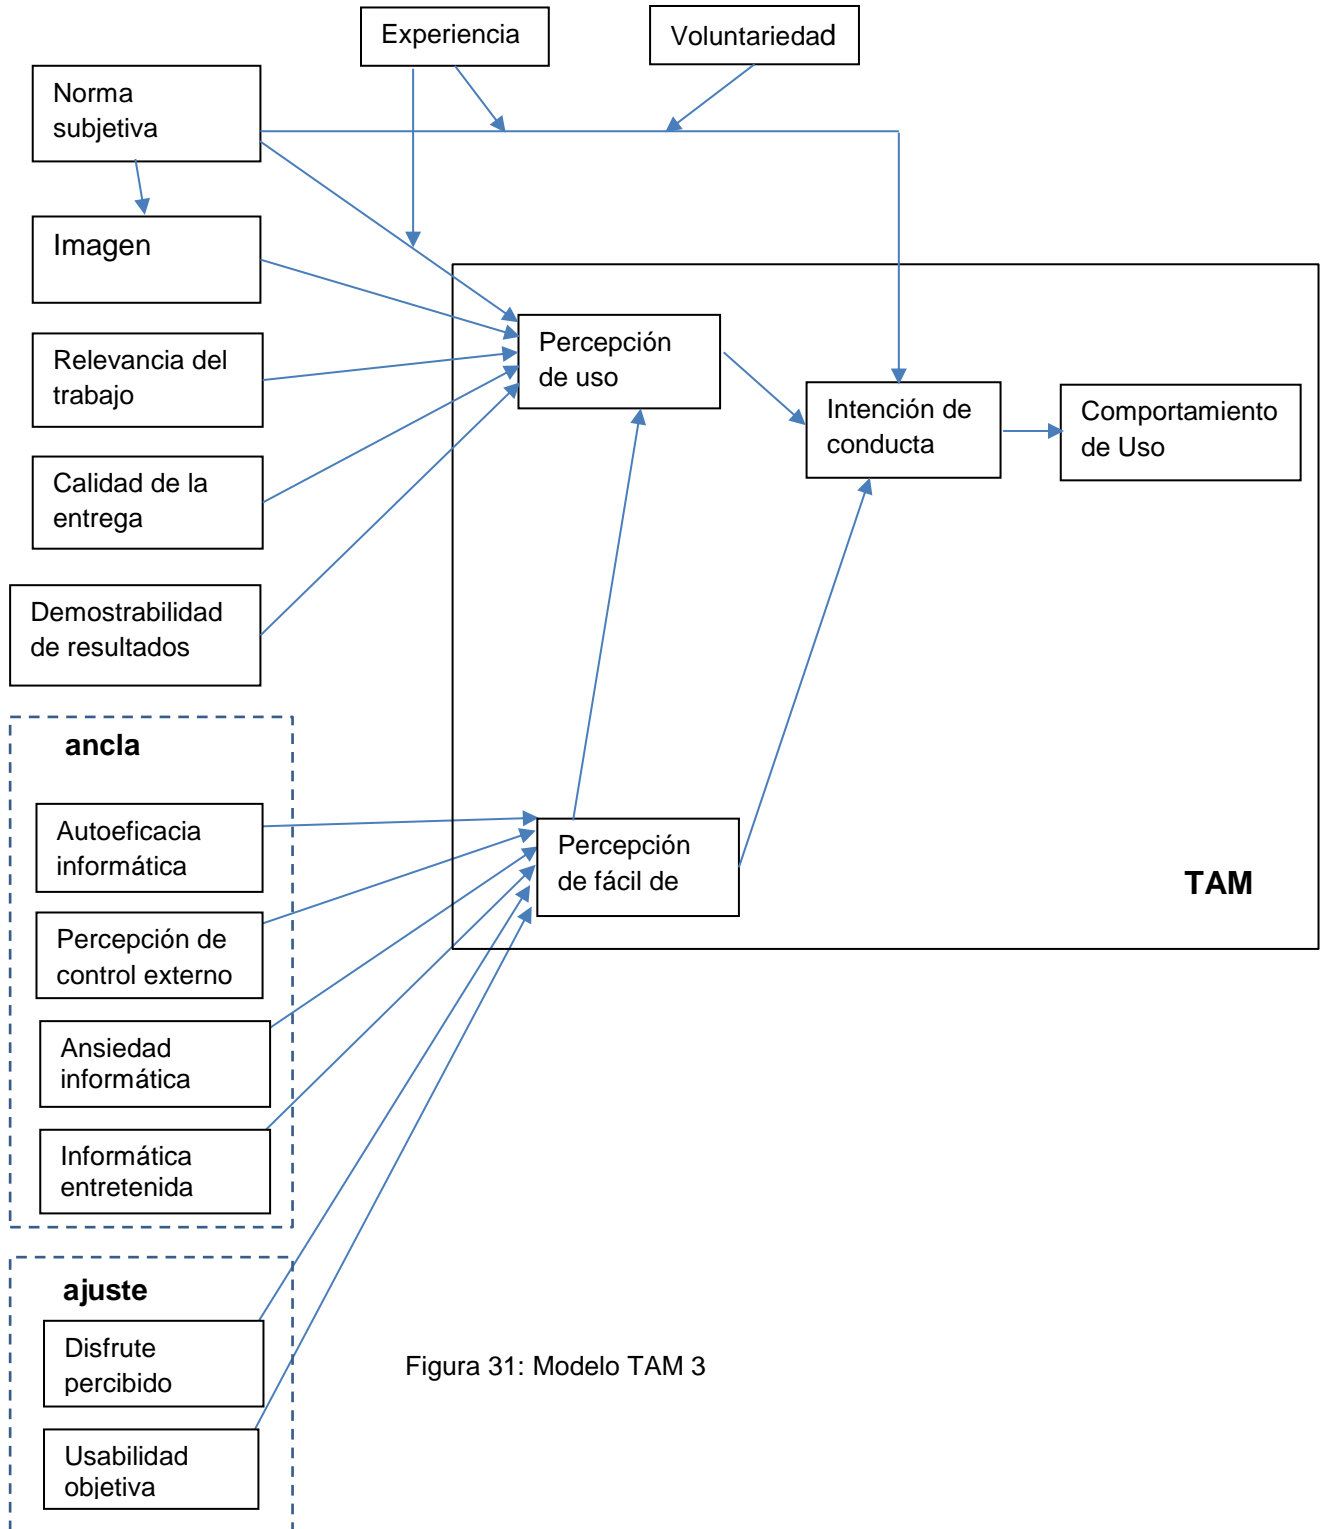 Experiencia
Voluntariedad
Norma
subjetiva
Imagen
Relevancia del
trabajo
Calidad de la
entrega
Demostrabilidad
de resultados
Percepción
de uso
Intención de
conducta
Comportamiento
de Uso
ancla
Autoeficacia
informática
Percepción de
control externo
Ansiedad
informática
Informática
entretenida
Percepción
de fácil de
TAM
ajuste
Disfrute
percibido
Usabilidad
objetiva
Figura 31: Modelo TAM 3